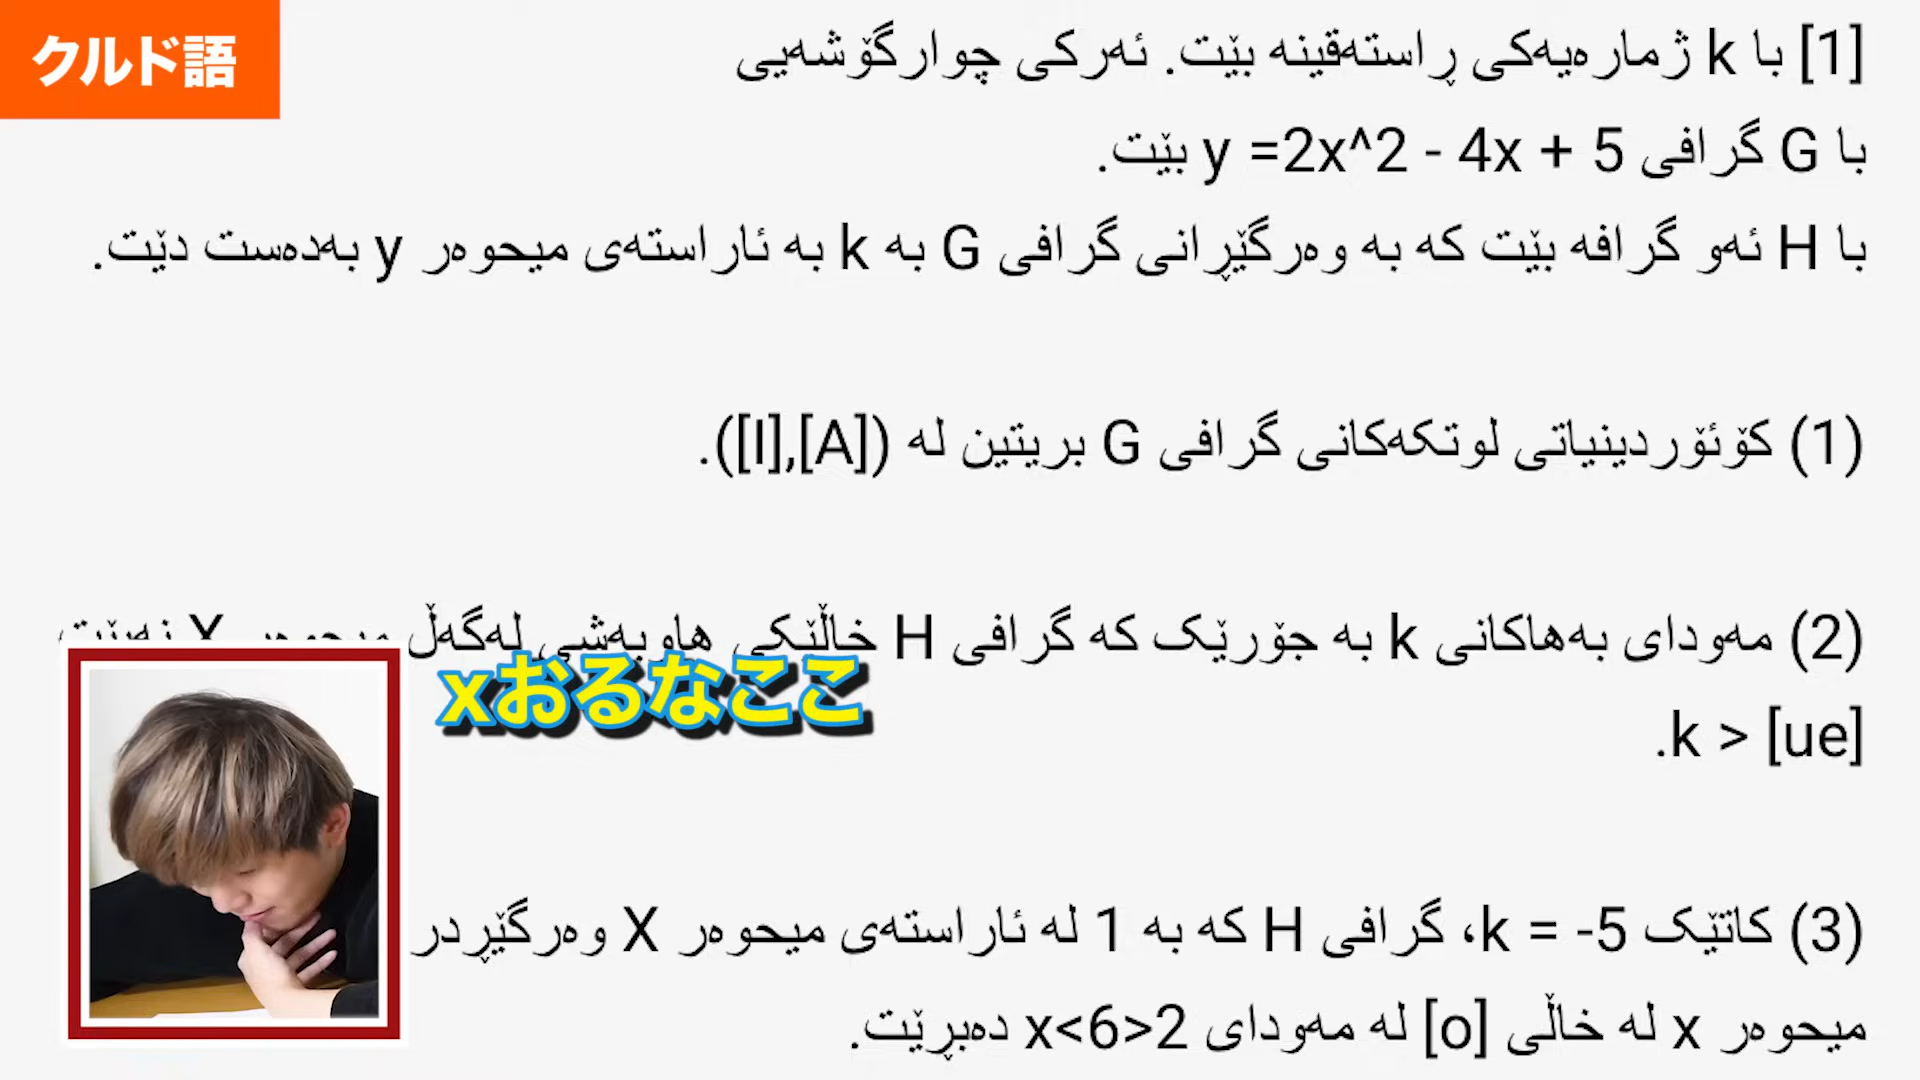 クルド語
[1] با k ژمارەیەکی ڕاستەقینە بێت. ئەرکی چوارگۆشەیی
با G گرافی y =2x^2 - 4x + 5 بێت.
با H ئەو گرافە بێت کە بە وەرگێڕانی گرافی G بە k بە ئاراستەی میحوەر y بەدەست دێت.
(1) کۆئۆردینیاتی لوتکەکانی گرافی G بریتین لە ([A],[I]).
(2) مەودای بەهاکانی k بە جۆرێک کە گرافی H خاڵێکی هاوبەشی لەگەڵ میحوەر X نەبێت
k > [ue].
xおるなここ
(3) کاتێک k = -5، گرافی H کە بە 1 لە ئاراستەی میحوەر X وەرگێڕدر
میحوەر x لە خاڵی [o] لە مەودای 2<x<6 دەبڕێت.